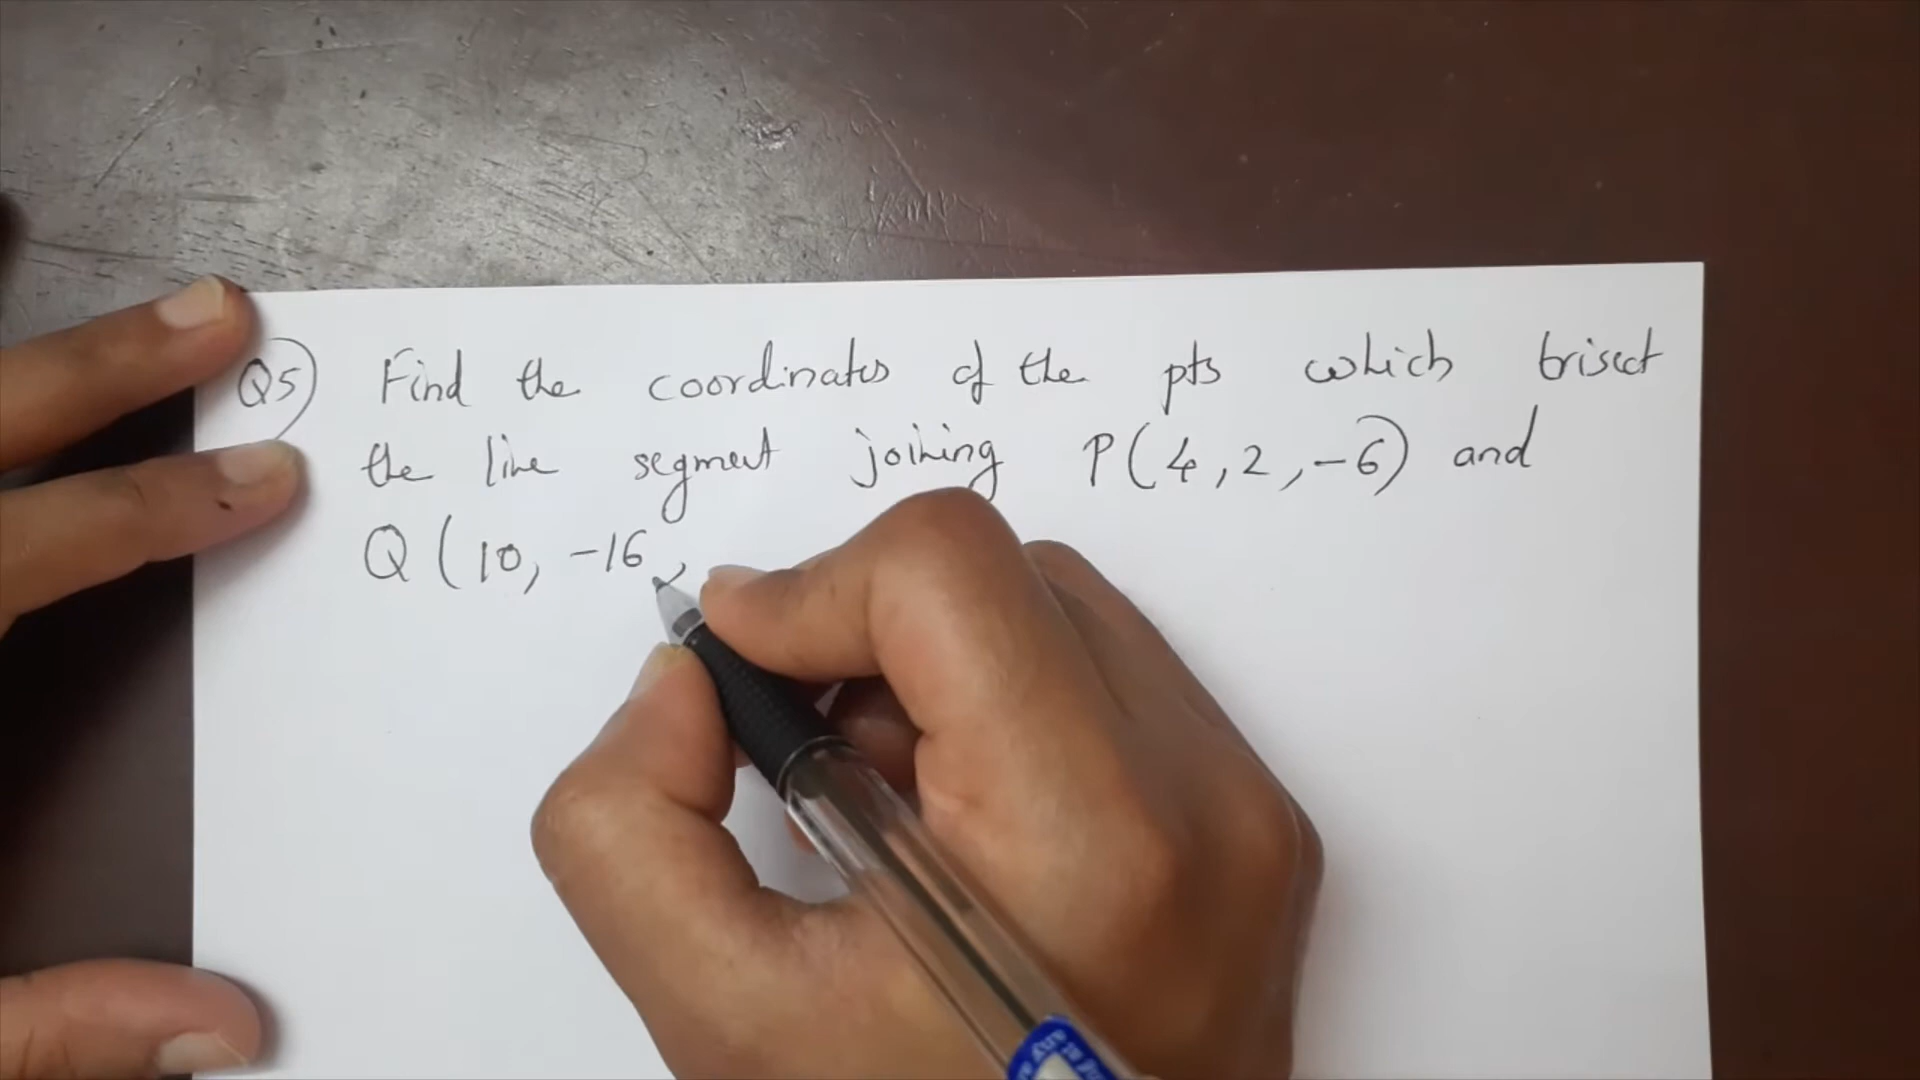 Q5) Find the coordinates of the pts which trisect
the line segment joining P(4,2,-6) and
Q (10, -16,